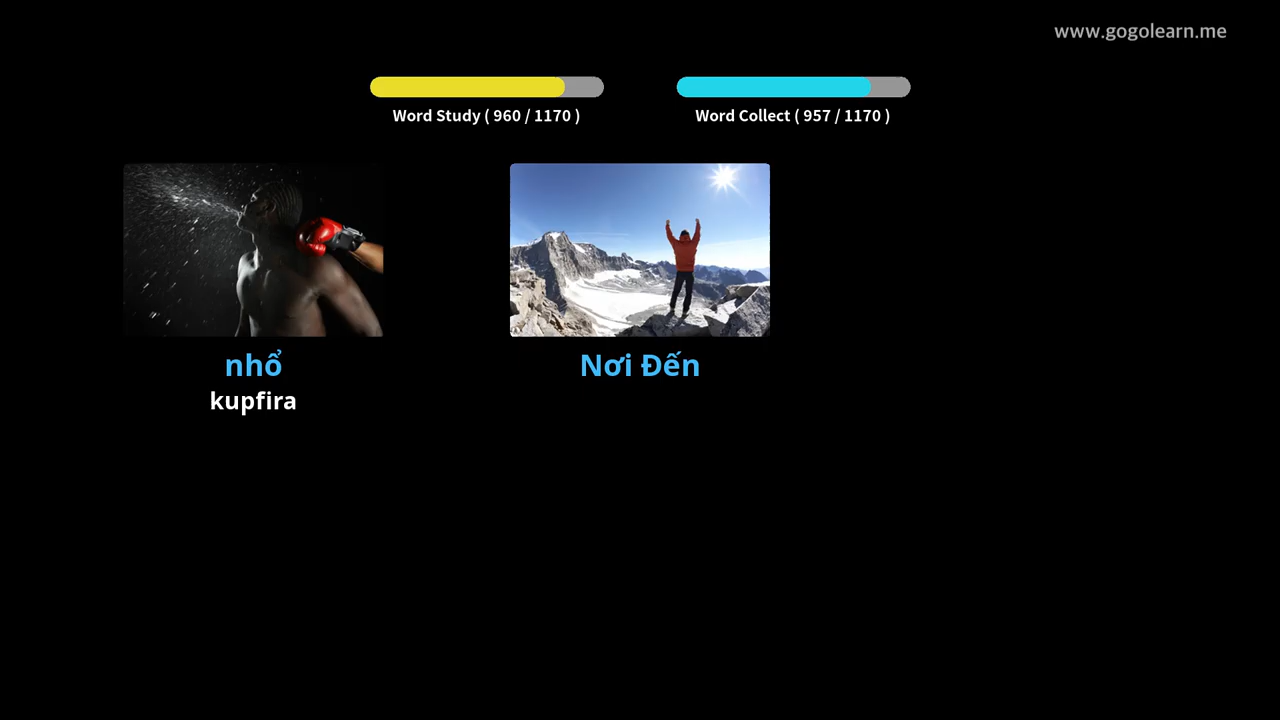 www.gogolearn.me
Word Study ( 960 / 1170 )
Word Collect ( 957 / 1170 )
nhổ
kupfira
Nơi Đến